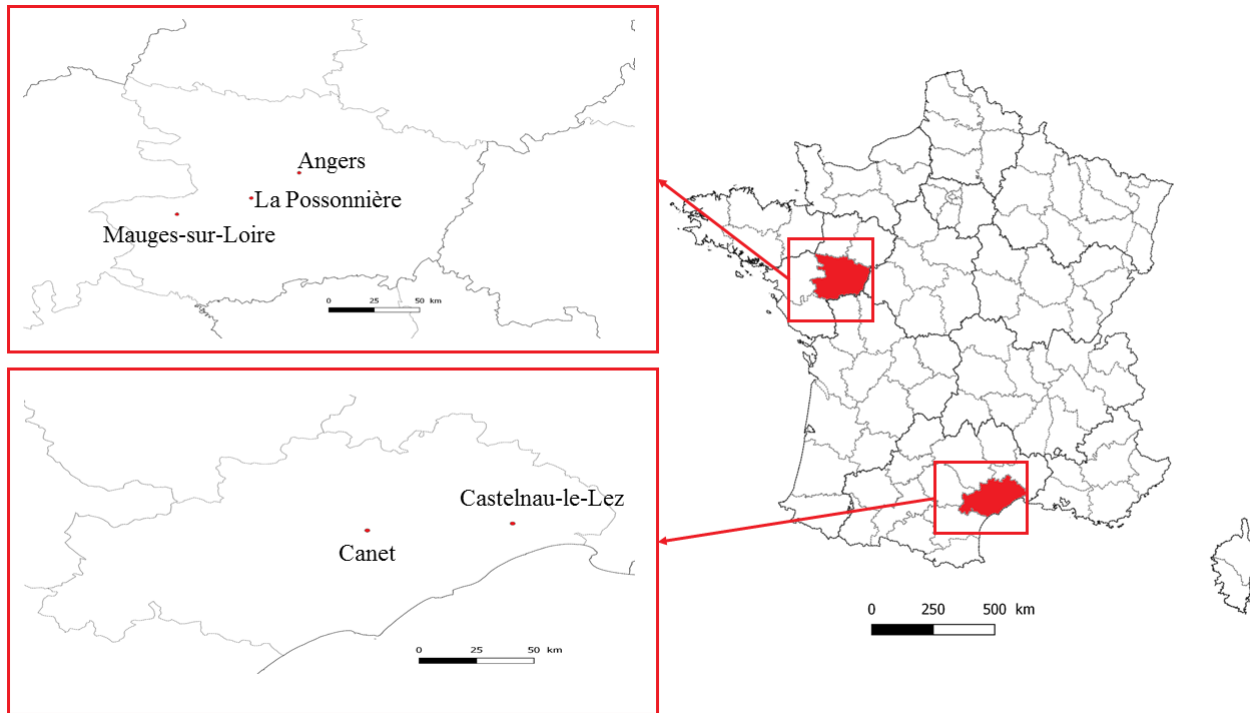 Angers
La Possonnière
Mauges-sur-Loire
0 25 50 km
Castelnau-le-Lez
Canet
0 25 50 km
0 250 500 km